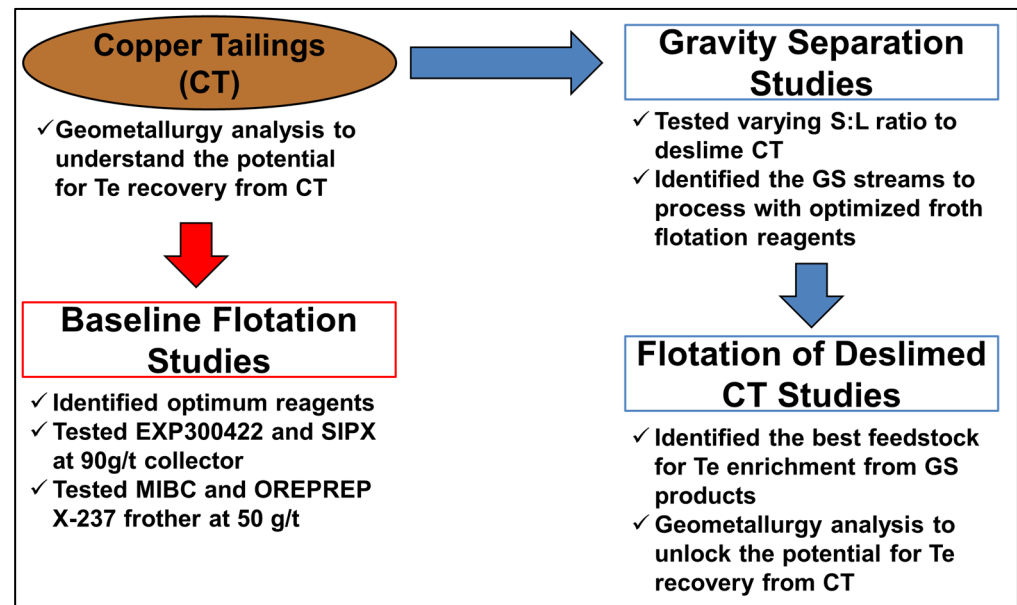 Copper Tailings
(CT)
✓Geometallurgy analysis to
understand the potential
for Te recovery from CT
Baseline Flotation
Studies
✓Identified optimum reagents
✓Tested EXP300422 and SIPX
at 90g/t collector
✓Tested MIBC and OREPREP
X-237 frother at 50 g/t
Gravity Separation
Studies
✓Tested varying S:L ratio to
deslime CT
✓Identified the GS streams to
process with optimized froth
flotation reagents
Flotation of Deslimed
CT Studies
✓Identified the best feedstock
for Te enrichment from GS
products
✓Geometallurgy analysis to
unlock the potential for Te
recovery from CT